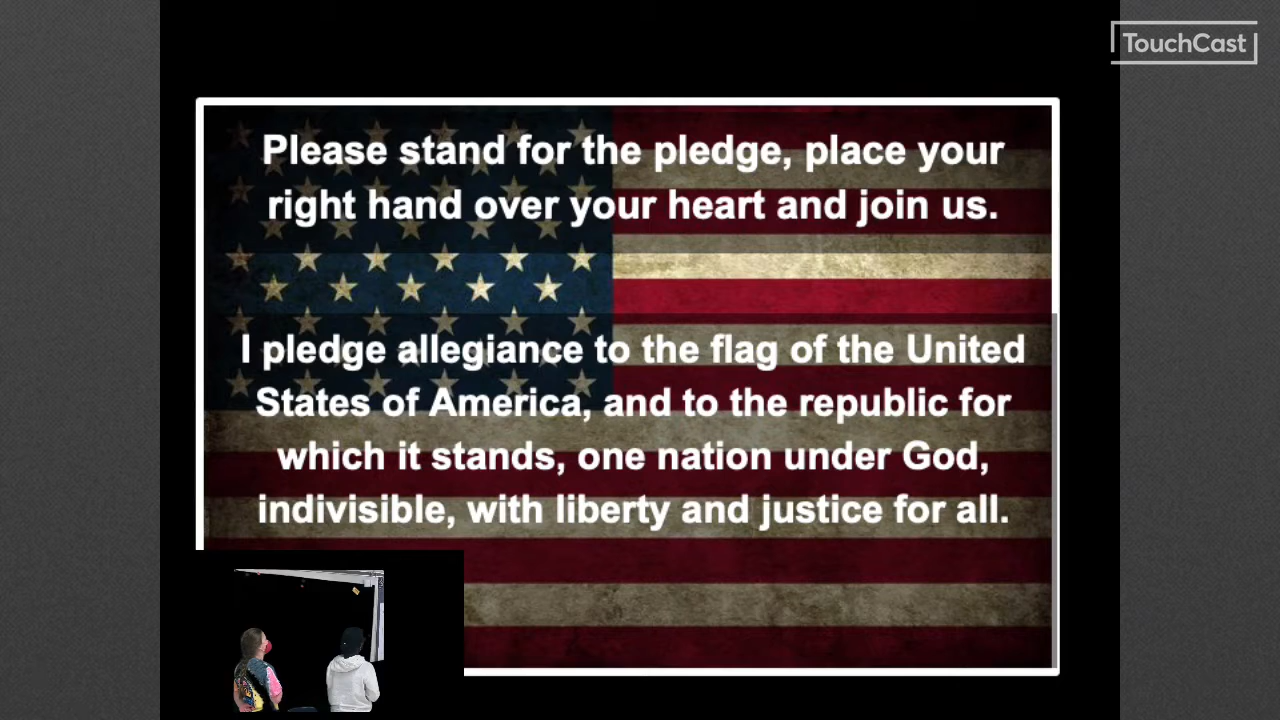 TouchCast
Please stand for the pledge, place your
right hand over your heart and join us.
I pledge allegiance to the flag of the United
States of America, and to the republic for
which it stands, one nation under God,
indivisible, with liberty and justice for all.